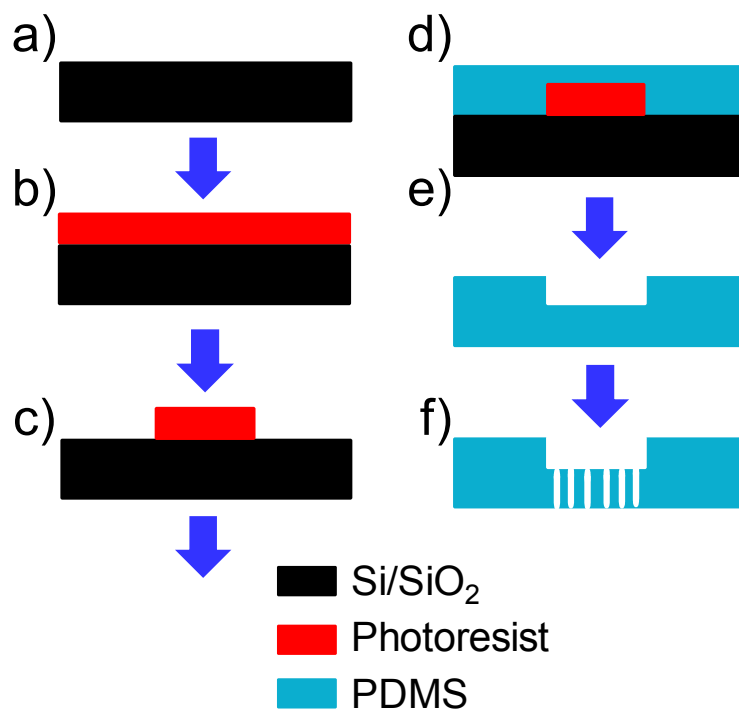 a)
b)
c)
d)
e)
f)
Si/SiO₂
Photoresist
PDMS